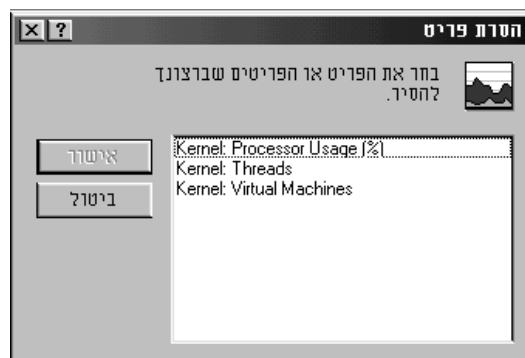 הסרת פריט
בחר את הפריט או הפריטים שברצונך
להסיר.
Kernel: Processor Usage (%)
Kernel: Threads
Kernel: Virtual Machines
אישור
ביטול